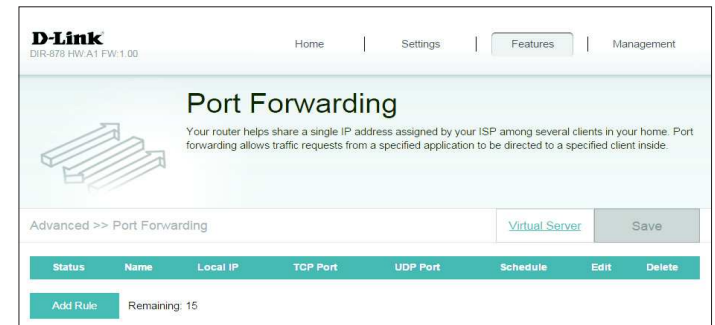 D-Link
DIR-878 HW:A1 FW:1.00
Home | Settings | Features | Management
Port Forwarding
Your router helps share a single IP address assigned by your ISP among several clients in your home. Port
forwarding allows traffic requests from a specified application to be directed to a specified client inside.
Advanced >> Port Forwarding
Virtual Server
Save
Status Name Local IP TCP Port UDP Port Schedule Edit Delete
Add Rule Remaining: 15